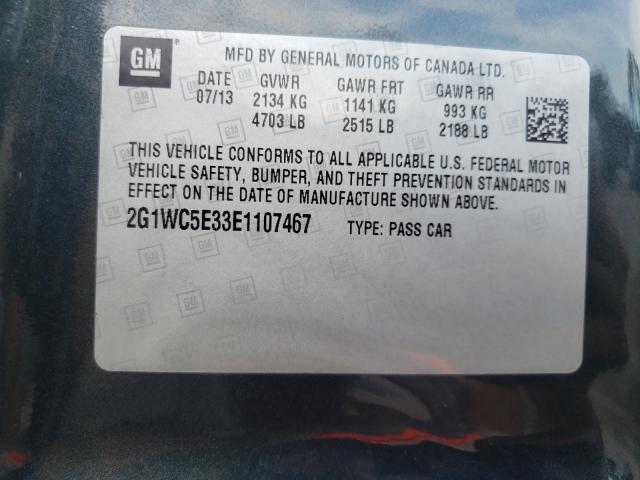 GM
MFD BY GENERAL MOTORS OF CANADA LTD.
DATE GVWR GAWR FRT GAWR RR
07/13 2134 KG 1141 KG 993 KG
4703 LB 2515 LB 2188 LB
THIS VEHICLE CONFORMS TO ALL APPLICABLE U.S. FEDERAL MOTOR
VEHICLE SAFETY, BUMPER, AND THEFT PREVENTION STANDARDS IN
EFFECT ON THE DATE OF MANUFACTURE SHOWN ABOVE.
2G1WC5E33E1107467 TYPE: PASS CAR